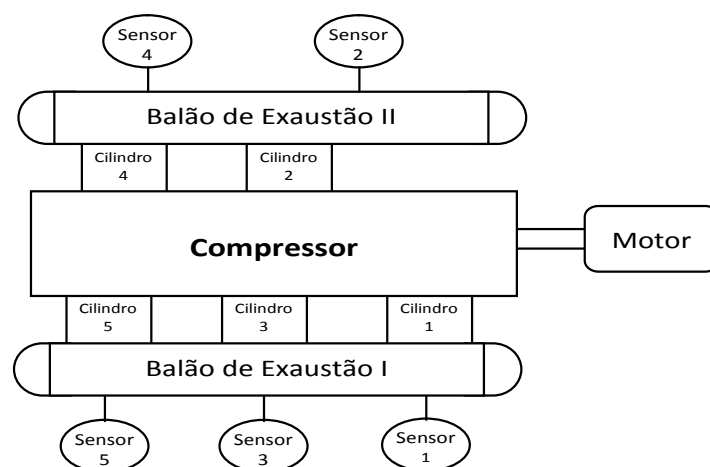 Sensor
4
Sensor
2
Balão de Exaustão II
Cilindro
4
Cilindro
2
Compressor
Motor
Cilindro
5
Cilindro
3
Cilindro
1
Balão de Exaustão I
Sensor
5
Sensor
3
Sensor
1